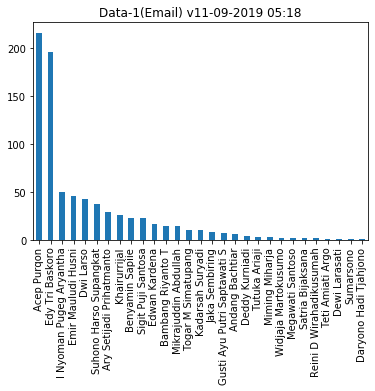 Data-1(Email) v11-09-2019 05:18
200
150
100
50
0
Acep Purqon
Edy Tri Baskoro
I Nyoman Pugeg Aryantha
Emir Mauludi Husni
Dwi Larso
Suhono Harso Supangkat
Ary Setijadi Prihatmanto
Khairurrijal
Benyamin Sapiie
Sigit Puji Santosa
Edwan Kardena
Bambang Riyanto T
Mikrajuddin Abdullah
Togar M Simatupang
Kadarsah Suryadi
Jaka Sembiring
Gusti Ayu Putri Saptawati S
Andang Bachtiar
Deddy Kurniadi
Tutuka Ariaji
Miming Miharja
Widjaja Martokusumo
Megawati Santoso
Satria Bijaksana
Reini D Wirahadikusumah
Teti Amiati Argo
Dewi Larasati
Sumarsono
Daryono Hadi Tjahjono